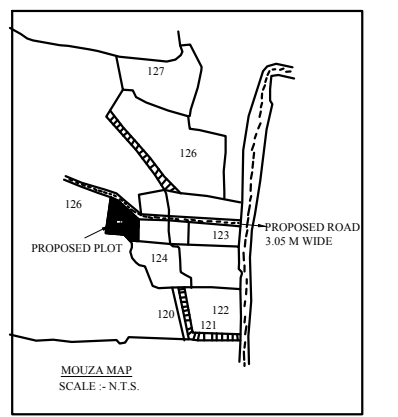 127
126
126
PROPOSED ROAD
3.05 M WIDE
123
PROPOSED PLOT
124
122
120
121
MOUZA MAP
SCALE :- N.T.S.